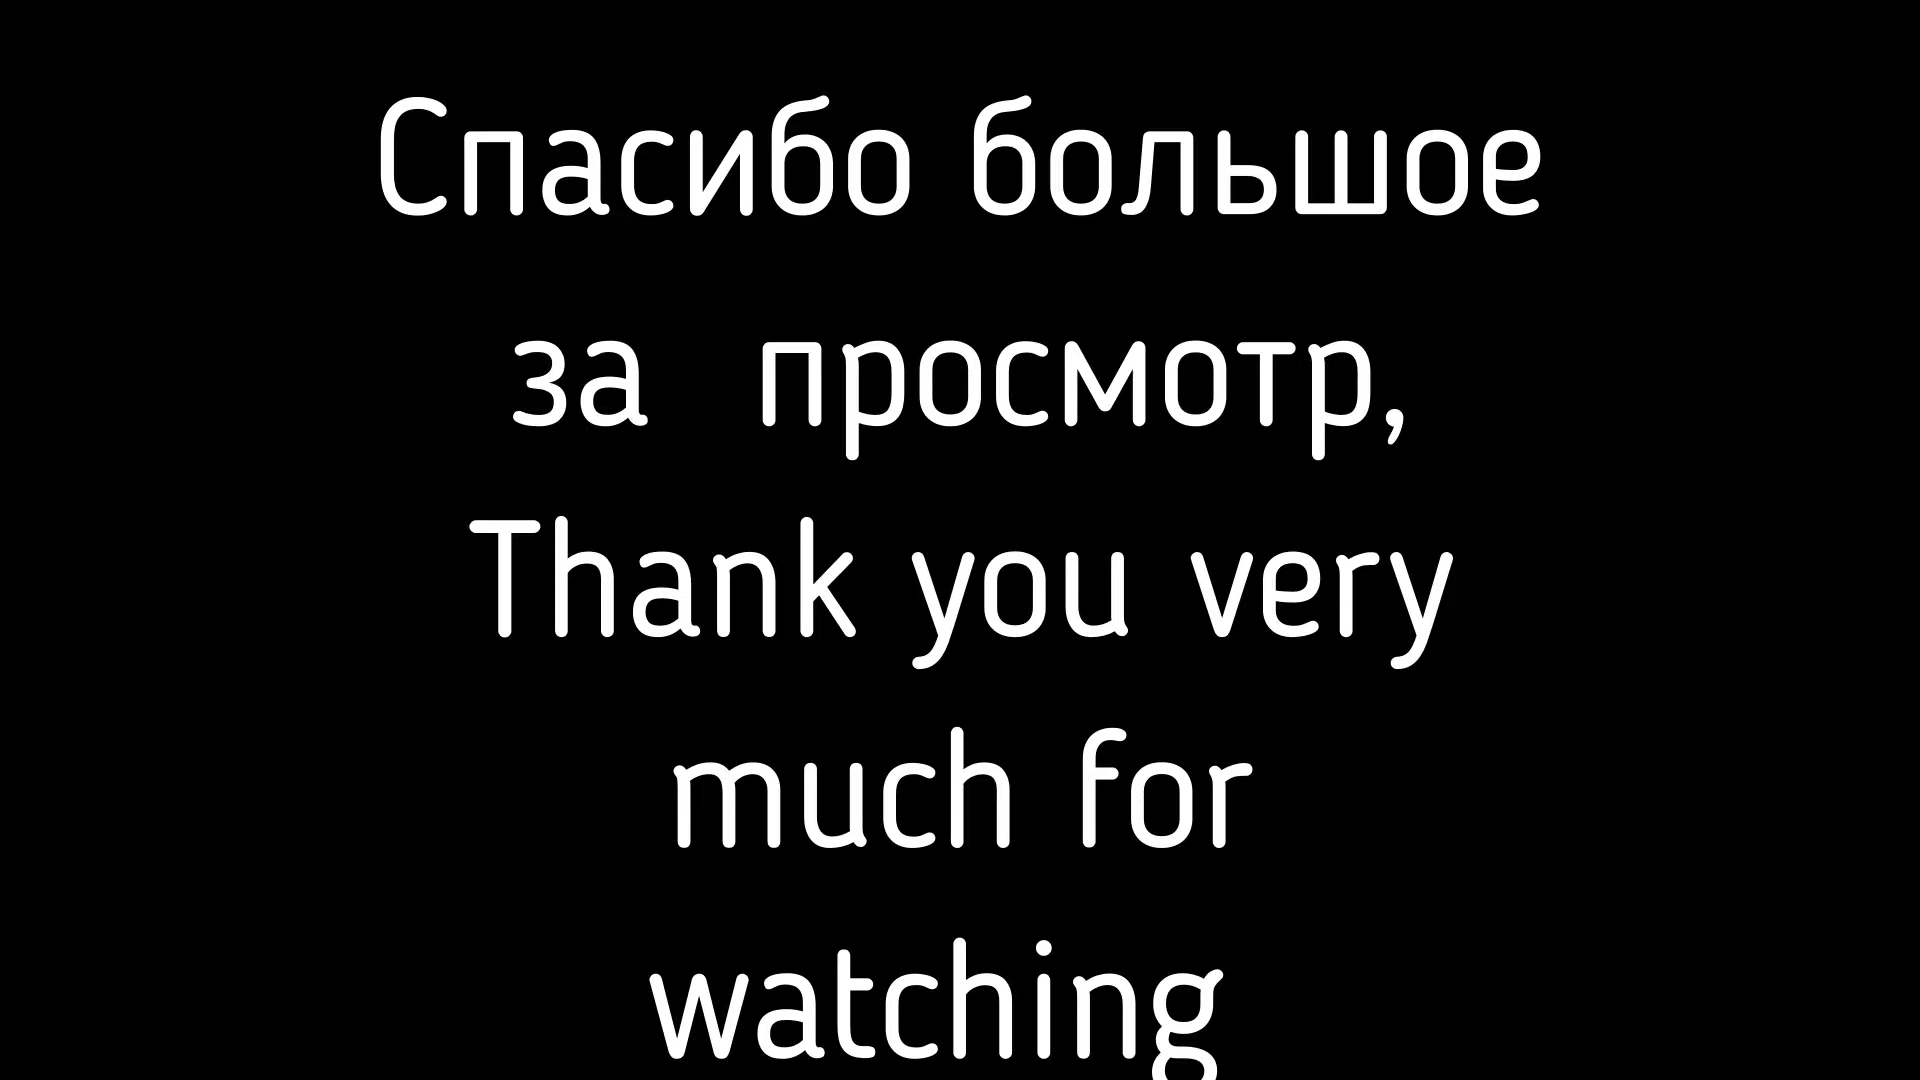 Спасибо большое
за просмотр,
Thank you very
much for
watching